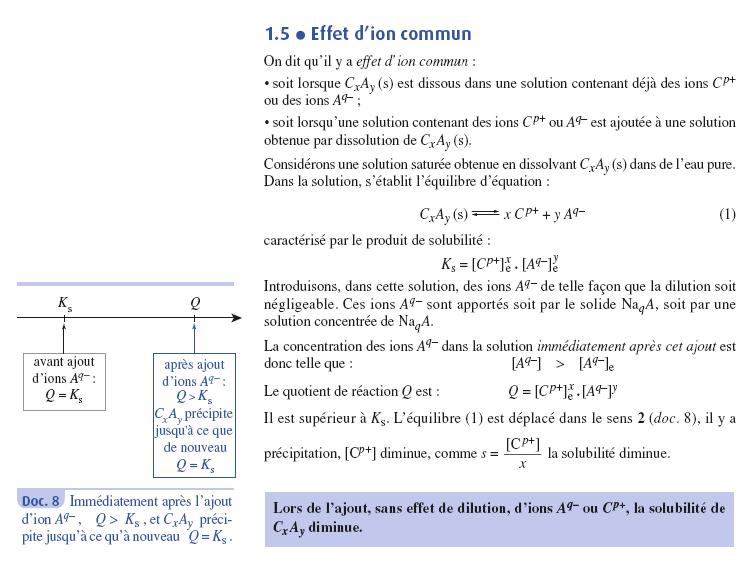 1.5 ● Effet d'ion commun
On dit qu'il y a effet d'ion commun :
• soit lorsque CxAy (s) est dissous dans une solution contenant déjà des ions Cp+
ou des ions Aq– ;
• soit lorsqu'une solution contenant des ions Cp+ ou Aq– est ajoutée à une solution
obtenue par dissolution de CxAy (s).
Considérons une solution saturée obtenue en dissolvant CxAy (s) dans de l'eau pure.
Dans la solution, s'établit l'équilibre d'équation :
CxAy (s) ⇌ x Cp+ + y Aq– (1)
caractérisé par le produit de solubilité :
Ks = [Cp+]xe . [Aq–]ye
Introduisons, dans cette solution, des ions Aq– de telle façon que la dilution soit
négligeable. Ces ions Aq– sont apportés soit par le solide NaqA, soit par une
solution concentrée de NaqA.
La concentration des ions Aq– dans la solution immédiatement après cet ajout est
donc telle que : [Aq–] > [Aq–]e
Le quotient de réaction Q est : Q = [Cp+]xe . [Aq–]y
Il est supérieur à Ks. L'équilibre (1) est déplacé dans le sens 2 (doc. 8), il y a
précipitation, [Cp+] diminue, comme s = [Cp+]/x la solubilité diminue.
Lors de l'ajout, sans effet de dilution, d'ions Aq– ou Cp+, la solubilité de
CxAy diminue.
Ks Q
avant ajout
d'ions Aq– :
Q = Ks
après ajout
d'ions Aq– :
Q > Ks
CxAy précipite
jusqu'à ce que
de nouveau
Q = Ks
Doc. 8 Immédiatement après l'ajout
d'ion Aq–, Q > Ks , et CxAy préci-
pite jusqu'à ce qu'à nouveau Q = Ks .